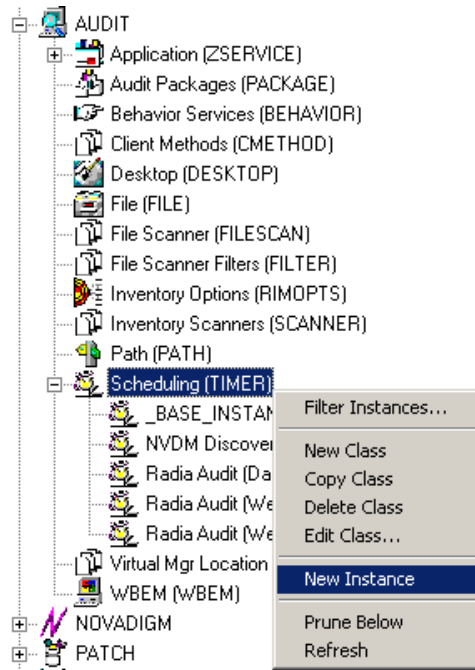 AUDIT
Application (ZSERVICE)
Audit Packages (PACKAGE)
Behavior Services (BEHAVIOR)
Client Methods (CMETHOD)
Desktop (DESKTOP)
File (FILE)
File Scanner (FILESCAN)
File Scanner Filters (FILTER)
Inventory Options (RIMOPTS)
Inventory Scanners (SCANNER)
Path (PATH)
Scheduling (TIMER)
_BASE_INSTAN
NVDM Discover
Radia Audit (Da
Radia Audit (We
Radia Audit (We
Virtual Mgr Location
WBEM (WBEM)
NOVADIGM
PATCH
Filter Instances...
New Class
Copy Class
Delete Class
Edit Class...
New Instance
Prune Below
Refresh